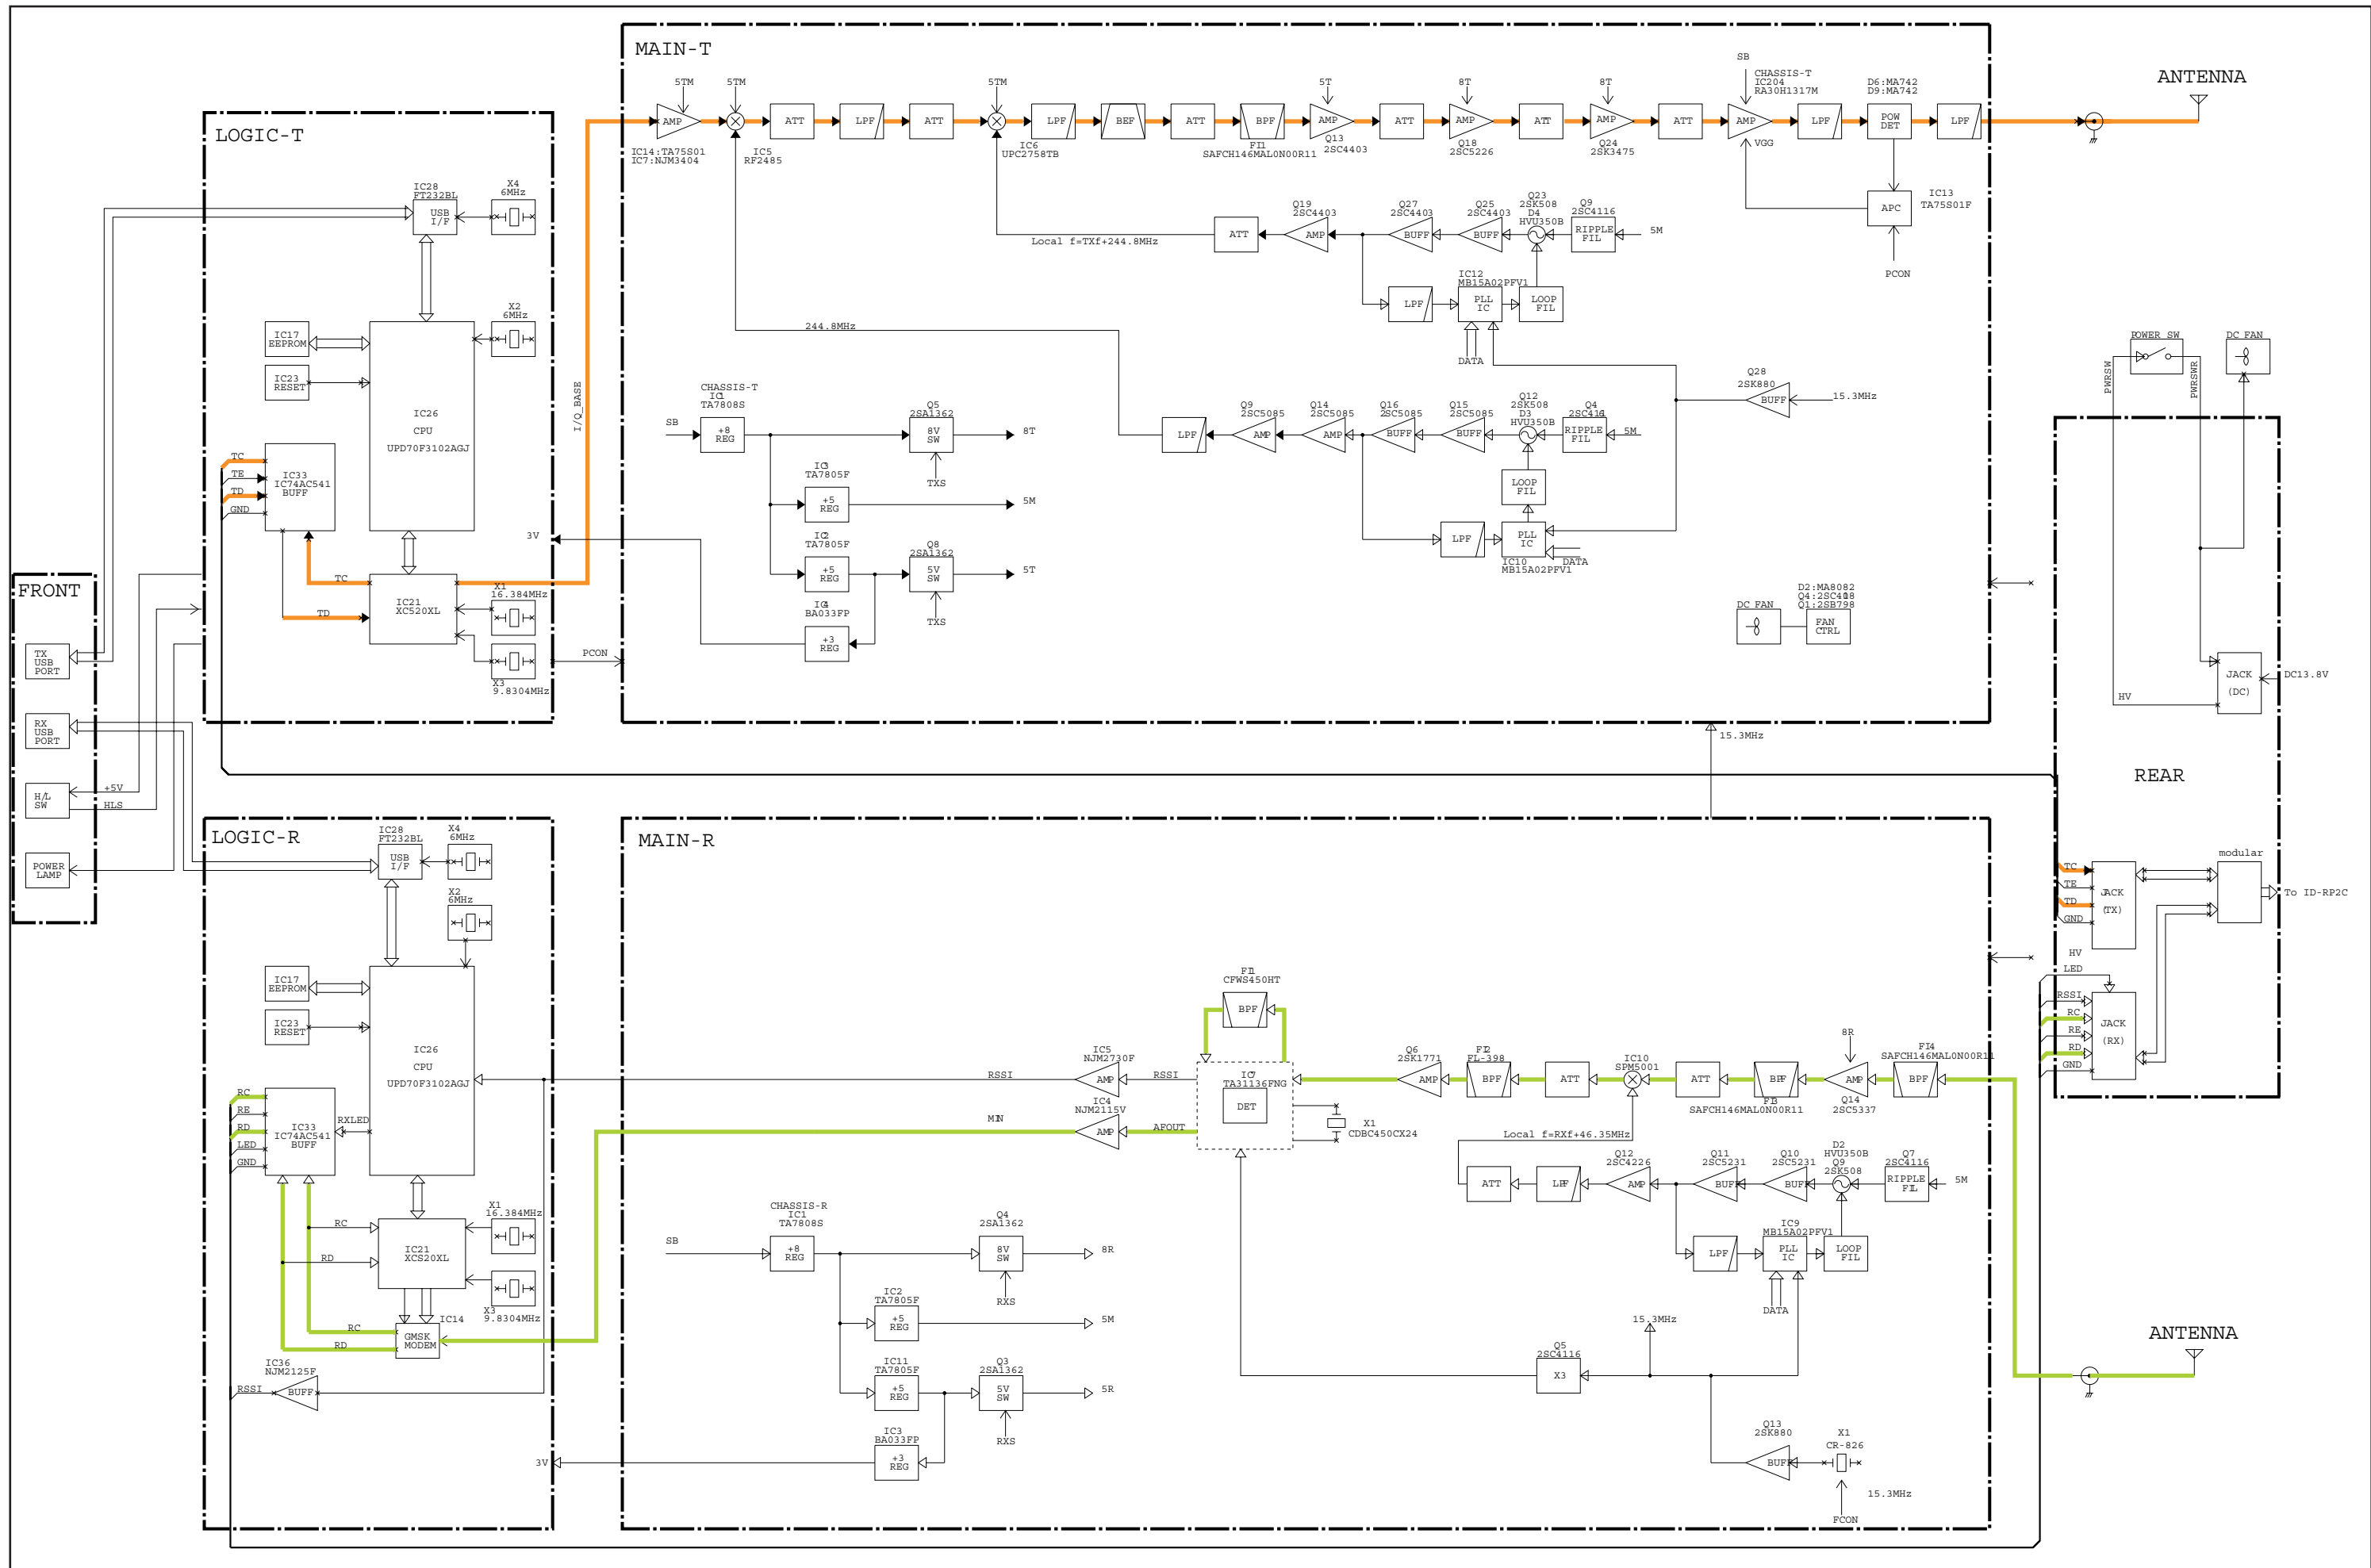 MAIN-T
LOGIC-T
FRONT
REAR
ANTENNA
5TM
AMP
IC14:TA75S01
IC7:NJM3404
5TM
IC5
RF2485
ATT
LPF
ATT
5TM
IC6
UPC2758TB
LPF
BEF
ATT
BPF
FI1
SAFCH146MAL0N00R11
5T
AMP
Q13
2SC4403
ATT
8T
AMP
Q18
2SC5226
ATT
8T
AMP
Q24
2SK3475
ATT
SB
CHASSIS-T
IC204
RA30H1317M
AMP
VGG
LPF
D6:MA742
D9:MA742
POW
DET
LPF
IC13
TA75S01F
APC
PCON
IC28
FT232BL
USB
I/F
X4
6MHz
X2
6MHz
IC17
EEPROM
IC23
RESET
IC26
CPU
UPD70F3102AGJ
TC
TE
TD
GND
IC33
IC74AC541
BUFF
TC
TD
IC21
XC520XL
X1
16.384MHz
X3
9.8304MHz
I/Q_BASE
PCON
3V
Local f=TXf+244.8MHz
ATT
Q19
2SC4403
AMP
Q27
2SC4403
BUFF
Q25
2SC4403
BUFF
Q23
2SK508
D4
HVU350B
Q9
2SC4116
RIPPLE
FIL
5M
LPF
IC12
MB15A02PFV1
PLL
IC
LOOP
FIL
DATA
244.8MHz
LPF
Q9
2SC5085
AMP
Q14
2SC5085
AMP
Q16
2SC5085
BUFF
Q15
2SC5085
BUFF
Q12
2SK508
D3
HVU350B
Q4
RIPPLE
FIL
5M
LOOP
FIL
LPF
PLL
IC
IC10
MB15A02PFV1
DATA
Q28
2SK880
BUFF
15.3MHz
CHASSIS-T
IC1
TA7808S
SB
+8
REG
Q5
2SA1362
8V
SW
8T
TXS
IC3
TA7805F
+5
REG
5M
IC2
TA7805F
+5
REG
Q8
2SA1362
5V
SW
5T
TXS
IC4
BA033FP
+3
REG
DC FAN
D2:MA8082
Q1:2SB798
FAN
CTRL
POWER SW
DC FAN
PWRSW
PWRSWR
JACK
(DC)
DC13.8V
HV
TX
USB
PORT
RX
USB
PORT
H/L
SW
+5V
HLS
POWER
LAMP
15.3MHz
TC
TE
TD
GND
JACK
(TX)
modular
To ID-RP2C
HV
LED
RSSI
RC
RE
RD
GND
JACK
(RX)
LOGIC-R
MAIN-R
IC28
FT232BL
USB
I/F
X4
6MHz
X2
6MHz
IC17
EEPROM
IC23
RESET
IC26
CPU
UPD70F3102AGJ
RC
RE
RD
LED
GND
IC33
IC74AC541
BUFF
RXLED
RC
RD
IC21
XCS20XL
X1
16.384MHz
X3
9.8304MHz
IC14
GMSK
MODEM
RC
RD
IC36
NJM2125F
BUFF
RSSI
3V
RSSI
IC5
NJM2730F
AMP
RSSI
IC4
NJM2115V
AMP
MIN
AFOUT
FI1
CFWS450HT
BPF
IC7
TA31136FNG
DET
X1
CDBC450CX24
Q6
2SK1771
AMP
FI2
FL-398
BPF
ATT
IC10
SPM5001
ATT
BPF
FI3
SAFCH146MAL0N00R11
8R
AMP
Q14
2SC5337
FI4
SAFCH146MAL0N00R11
BPF
Local f=RXf+46.35MHz
ATT
LPF
Q12
2SC4226
AMP
Q11
2SC5231
BUFF
Q10
2SC5231
BUFF
D2
HVU350B
Q9
2SK508
Q7
2SC4116
RIPPLE
FIL
5M
LPF
IC9
MB15A02PFV1
PLL
IC
LOOP
FIL
DATA
CHASSIS-R
IC1
TA7808S
SB
+8
REG
Q4
2SA1362
8V
SW
8R
RXS
IC2
TA7805F
+5
REG
5M
IC11
TA7805F
+5
REG
Q3
2SA1362
5V
SW
5R
RXS
IC3
BA033FP
+3
REG
15.3MHz
Q5
2SC4116
X3
Q13
2SK880
BUFF
X1
CR-826
15.3MHz
FCON
ANTENNA